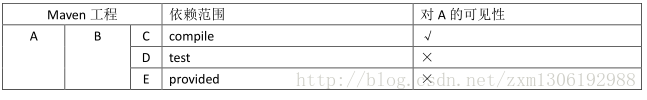 Maven 工程 依赖范围 对 A 的可见性
A B C compile √
D test ×
E provided ×
http://blog.csdn.net/zxm1306192988